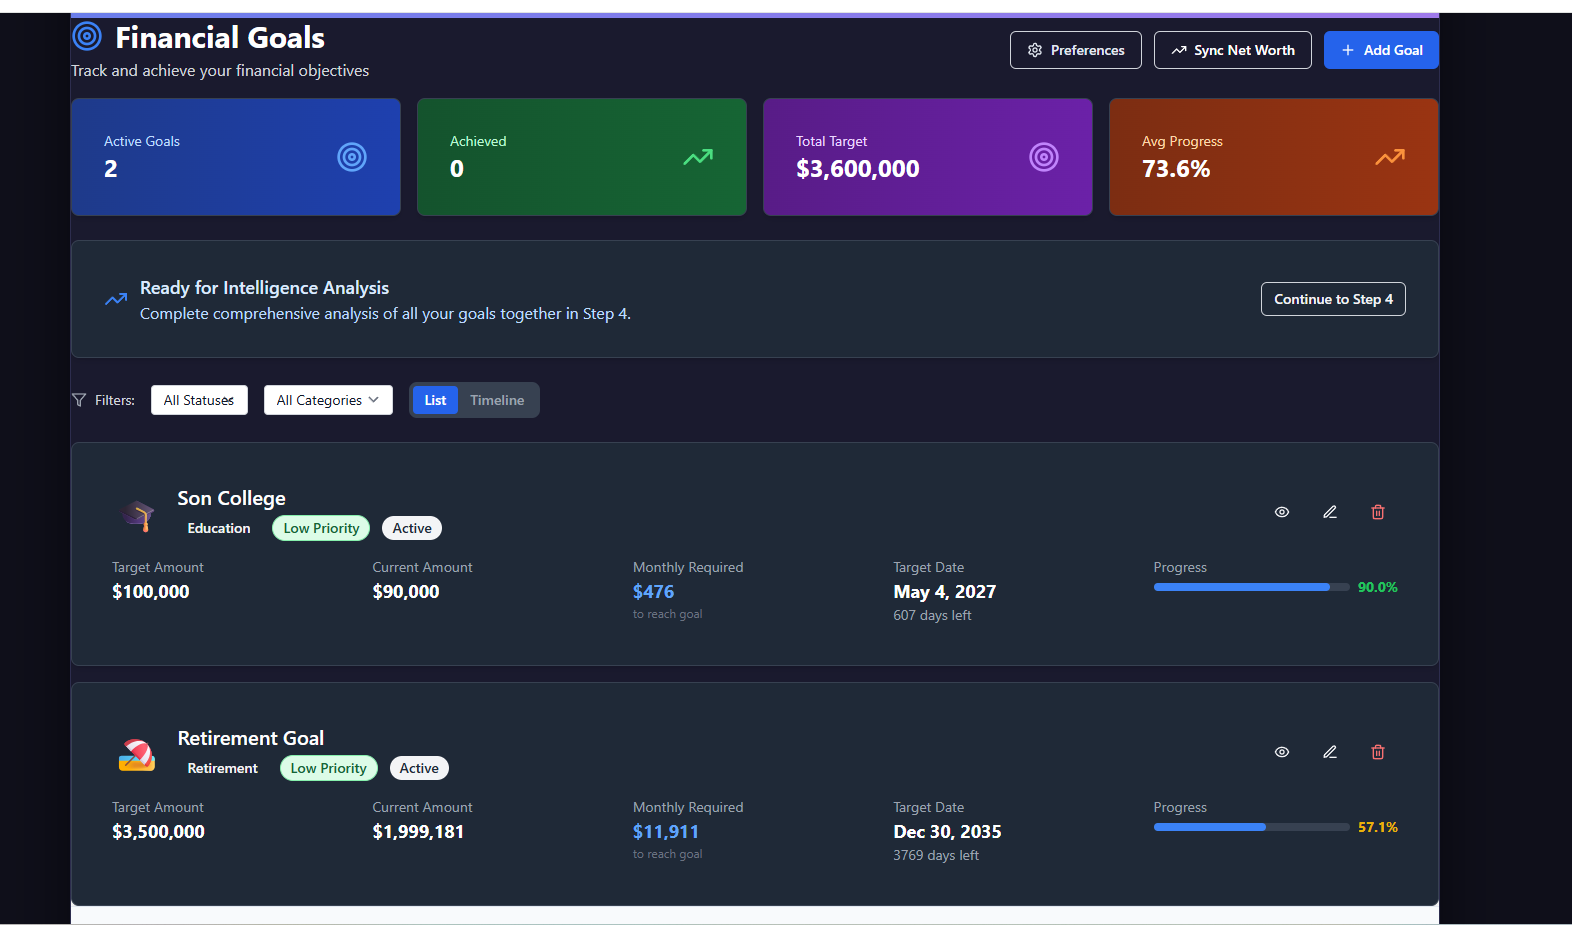 Financial Goals
Track and achieve your financial objectives
Preferences
Sync Net Worth
+ Add Goal
Active Goals
2
Achieved
0
Total Target
$3,600,000
Avg Progress
73.6%
Ready for Intelligence Analysis
Complete comprehensive analysis of all your goals together in Step 4.
Continue to Step 4
Filters:
All Statuses
All Categories
List
Timeline
Son College
Education
Low Priority
Active
Target Amount
$100,000
Current Amount
$90,000
Monthly Required
$476
to reach goal
Target Date
May 4, 2027
607 days left
Progress
90.0%
Retirement Goal
Retirement
Low Priority
Active
Target Amount
$3,500,000
Current Amount
$1,999,181
Monthly Required
$11,911
to reach goal
Target Date
Dec 30, 2035
3769 days left
Progress
57.1%